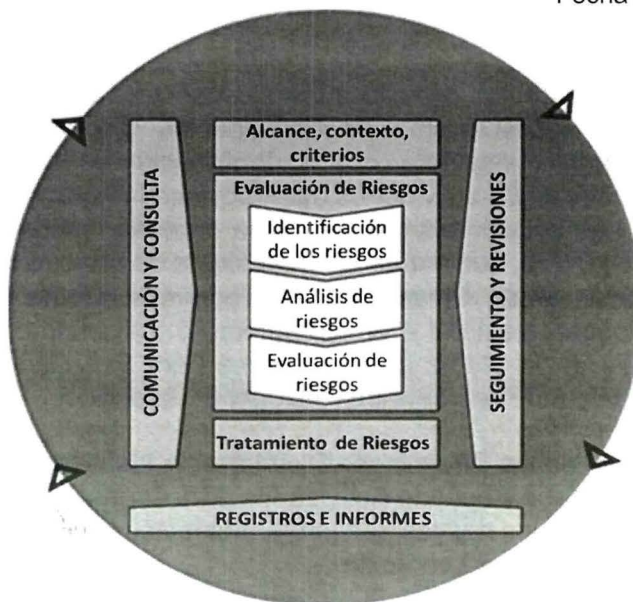 Fecha
Alcance, contexto,
criterios
Evaluación de Riesgos
Identificación
de los riesgos
Análisis de
riesgos
Evaluación de
riesgos
Tratamiento de Riesgos
COMUNICACIÓN Y CONSULTA
SEGUIMIENTO Y REVISIONES
REGISTROS E INFORMES